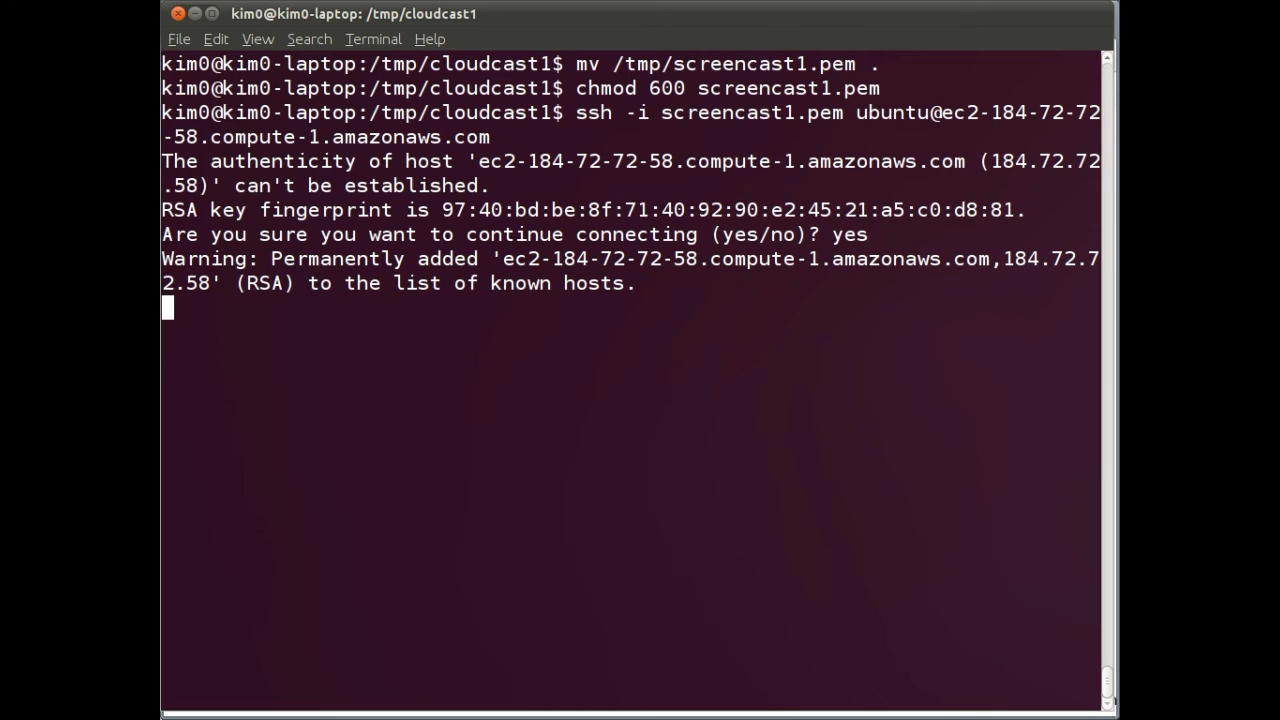 kim0@kim0-laptop: /tmp/cloudcast1
File Edit View Search Terminal Help
kim0@kim0-laptop:/tmp/cloudcast1$ mv /tmp/screencast1.pem .
kim0@kim0-laptop:/tmp/cloudcast1$ chmod 600 screencast1.pem
kim0@kim0-laptop:/tmp/cloudcast1$ ssh -i screencast1.pem ubuntu@ec2-184-72-72
-58.compute-1.amazonaws.com
The authenticity of host 'ec2-184-72-72-58.compute-1.amazonaws.com (184.72.72
.58)' can't be established.
RSA key fingerprint is 97:40:bd:be:8f:71:40:92:90:e2:45:21:a5:c0:d8:81.
Are you sure you want to continue connecting (yes/no)? yes
Warning: Permanently added 'ec2-184-72-72-58.compute-1.amazonaws.com,184.72.7
2.58' (RSA) to the list of known hosts.